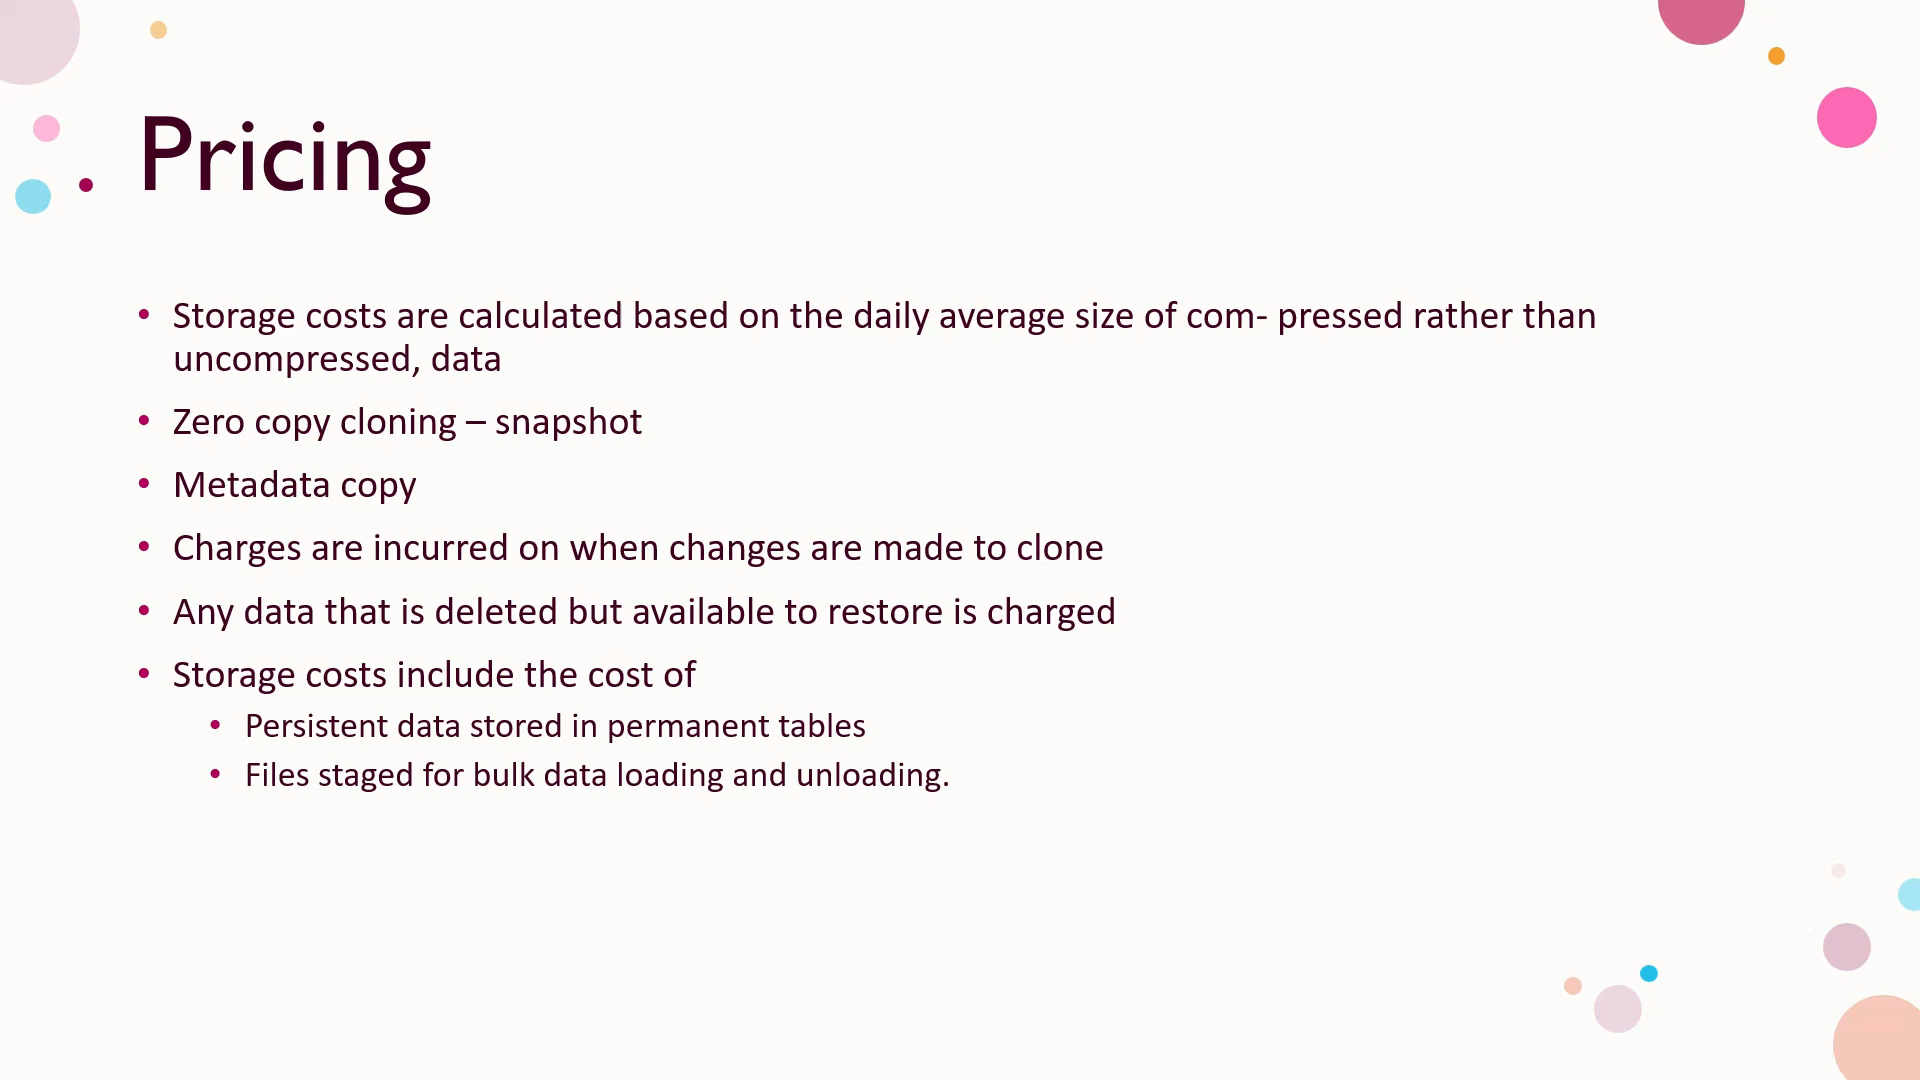 Pricing
• Storage costs are calculated based on the daily average size of com- pressed rather than
uncompressed, data
• Zero copy cloning – snapshot
• Metadata copy
• Charges are incurred on when changes are made to clone
• Any data that is deleted but available to restore is charged
• Storage costs include the cost of
• Persistent data stored in permanent tables
• Files staged for bulk data loading and unloading.